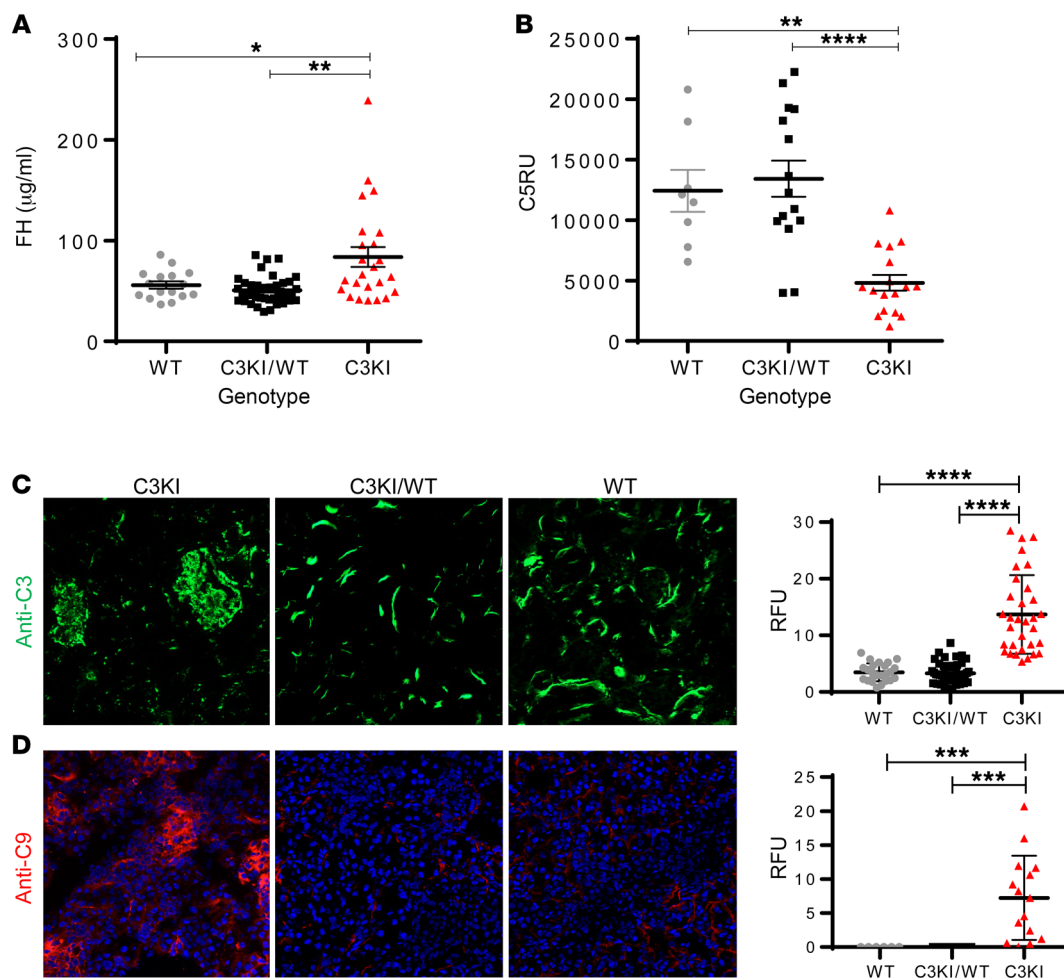 A
FH (μg/ml)
300
200
100
0
*
**
WT C3KI/WT C3KI
Genotype
B
C5RU
25000
20000
15000
10000
5000
0
**
****
WT C3KI/WT C3KI
Genotype
C
C3KI C3KI/WT WT
Anti-C3
RFU
30
20
10
0
****
****
WT C3KI/WT C3KI
D
Anti-C9
RFU
25
20
15
10
5
0
***
***
WT C3KI/WT C3KI